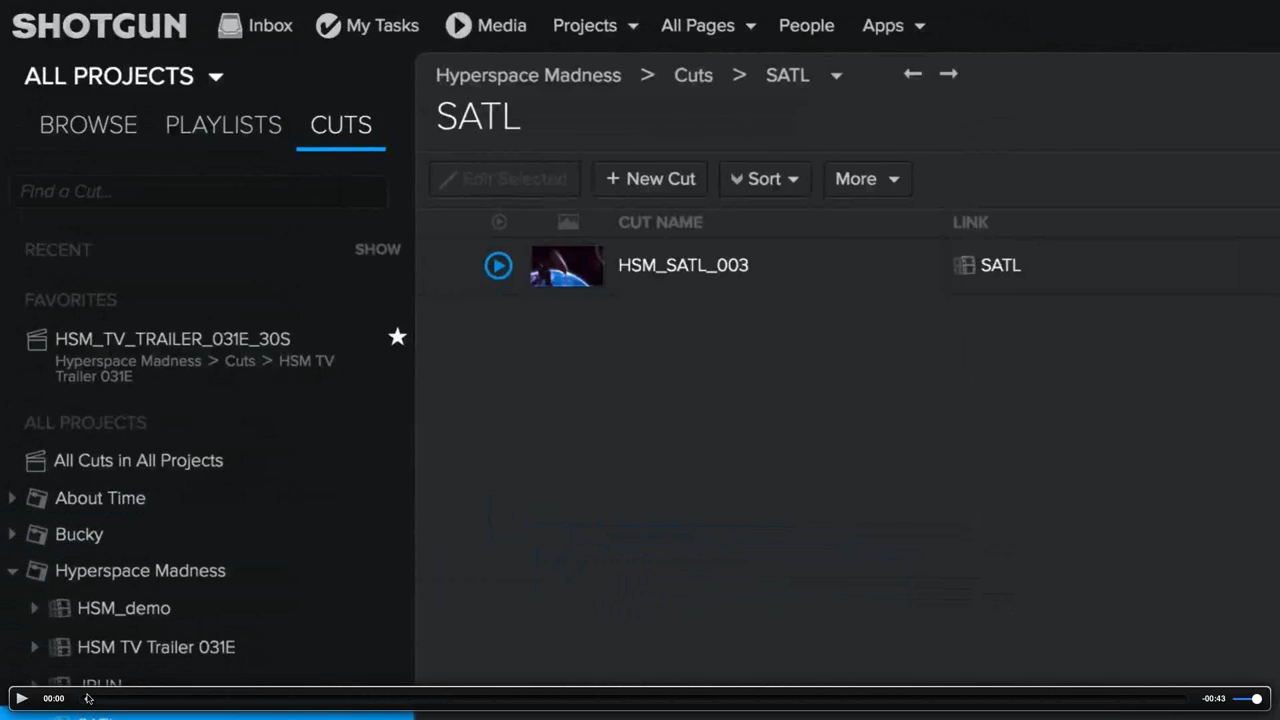 SHOTGUN Inbox My Tasks Media Projects All Pages People Apps
ALL PROJECTS
BROWSE PLAYLISTS CUTS
Find a Cut...
RECENT SHOW
FAVORITES
HSM_TV_TRAILER_031E_30S
Hyperspace Madness > Cuts > HSM TV
Trailer 031E
ALL PROJECTS
All Cuts in All Projects
About Time
Bucky
Hyperspace Madness
HSM_demo
HSM TV Trailer 031E
Hyperspace Madness > Cuts > SATL
SATL
Edit Selected + New Cut Sort More
CUT NAME LINK
HSM_SATL_003 SATL
00:00 -00:43